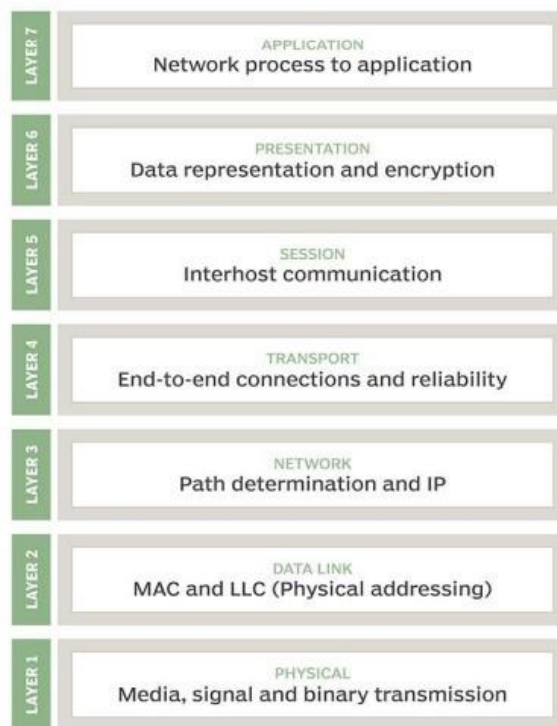 LAYER 7
APPLICATION
Network process to application
LAYER 6
PRESENTATION
Data representation and encryption
LAYER 5
SESSION
Interhost communication
LAYER 4
TRANSPORT
End-to-end connections and reliability
LAYER 3
NETWORK
Path determination and IP
LAYER 2
DATA LINK
MAC and LLC (Physical addressing)
LAYER 1
PHYSICAL
Media, signal and binary transmission